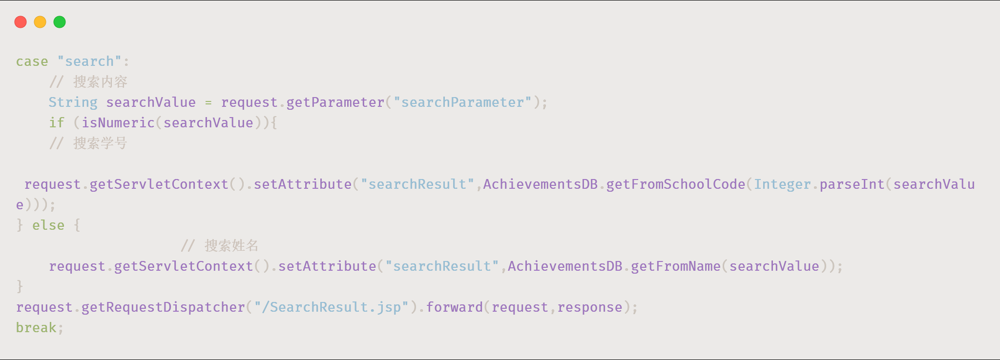 case "search":
    // 搜索内容
    String searchValue = request.getParameter("searchParameter");
    if (isNumeric(searchValue)){
    // 搜索学号

 request.getServletContext().setAttribute("searchResult",AchievementsDB.getFromSchoolCode(Integer.parseInt(searchValu
e)));
} else {
                    // 搜索姓名
    request.getServletContext().setAttribute("searchResult",AchievementsDB.getFromName(searchValue));
}
request.getRequestDispatcher("/SearchResult.jsp").forward(request,response);
break;